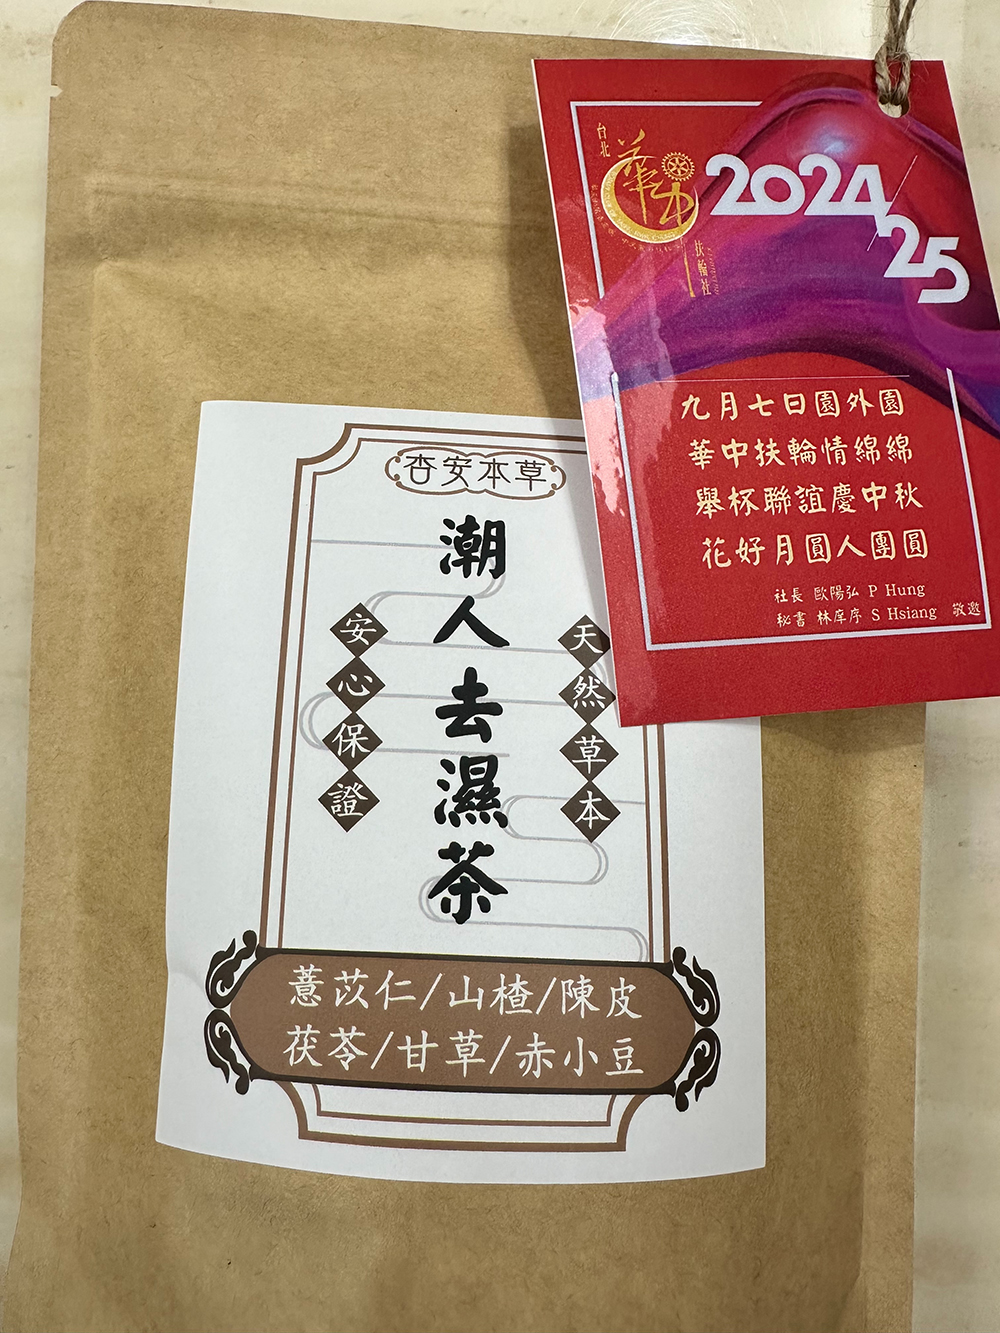 杏安本草
潮人去濕茶
天然草本
安心保證
薏苡仁/山楂/陳皮
茯苓/甘草/赤小豆
台北
華中
扶輪社
2024
25
九月七日園外園
華中扶輪情綿綿
舉杯聯誼慶中秋
花好月圓人團圓
社長 歐陽弘 P Hung
秘書 林庠序 S Hsiang 敬邀